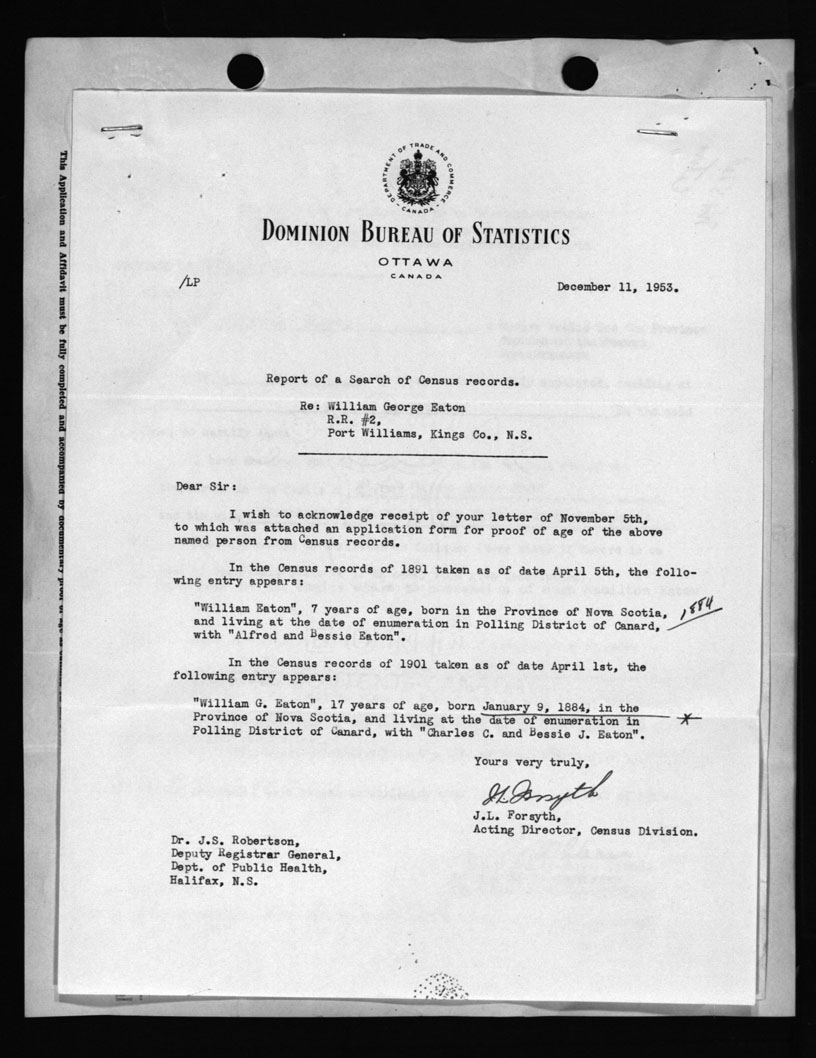 DEPARTMENT OF TRADE AND COMMERCE
CANADA
DOMINION BUREAU OF STATISTICS
OTTAWA
CANADA
/LP
December 11, 1953.
Report of a Search of Census records.
Re: William George Eaton
R.R. #2,
Port Williams, Kings Co., N.S.
Dear Sir:
I wish to acknowledge receipt of your letter of November 5th,
to which was attached an application form for proof of age of the above
named person from Census records.
In the Census records of 1891 taken as of date April 5th, the follo-
wing entry appears:
"William Eaton", 7 years of age, born in the Province of Nova Scotia,
and living at the date of enumeration in Polling District of Canard,
with "Alfred and Bessie Eaton".
1884
In the Census records of 1901 taken as of date April 1st, the
following entry appears:
"William G. Eaton", 17 years of age, born January 9, 1884, in the
Province of Nova Scotia, and living at the date of enumeration in
Polling District of Canard, with "Charles C. and Bessie J. Eaton".
Yours very truly,
JL Forsyth
J.L. Forsyth,
Acting Director, Census Division.
Dr. J.S. Robertson,
Deputy Registrar General,
Dept. of Public Health,
Halifax, N.S.
This Application and Affidavit must be fully completed and accompanied by documentary proof of age